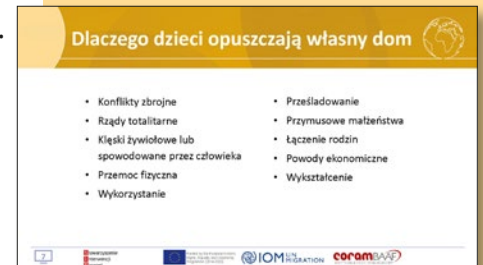 Dlaczego dzieci opuszczają własny dom
• Konflikty zbrojne
• Rządy totalitarne
• Klęski żywiołowe lub
spowodowane przez człowieka
• Przemoc fizyczna
• Wykorzystanie
• Prześladowanie
• Przymusowe małżeństwa
• Łączenie rodzin
• Powody ekonomiczne
• Wykształcenie
7
IOM UN MIGRATION
coramBAAF